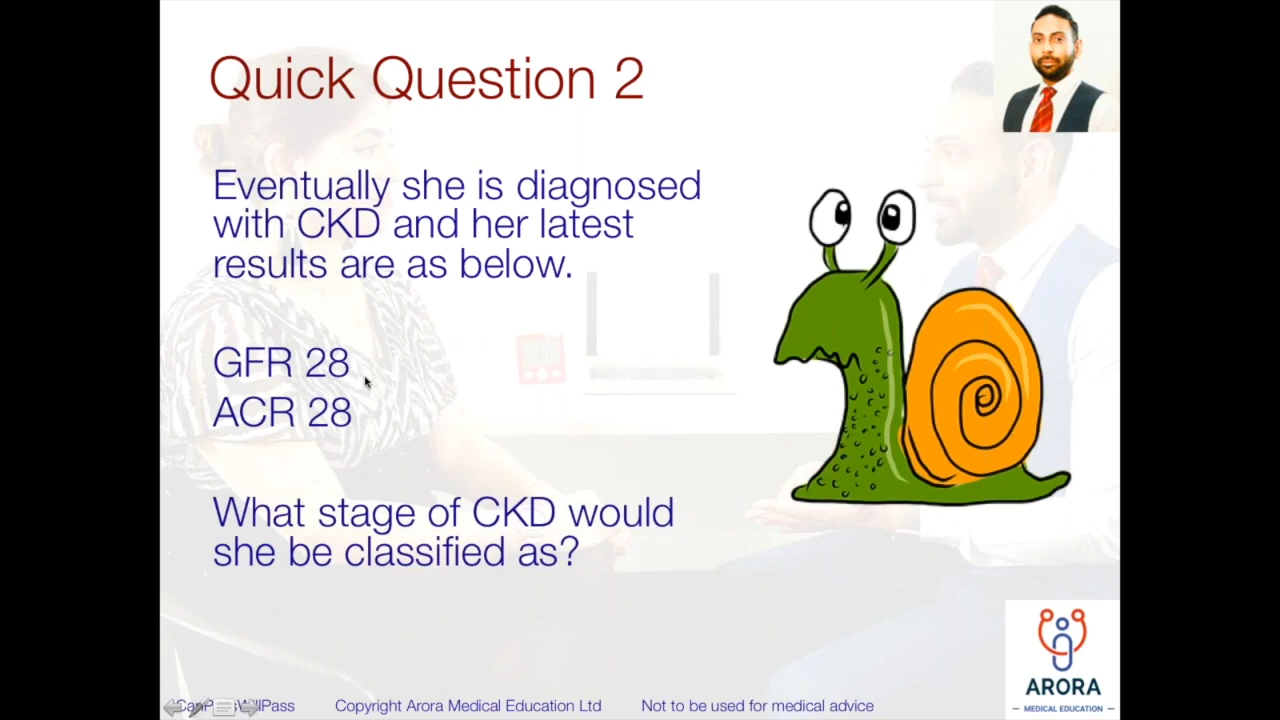 Quick Question 2
Eventually she is diagnosed
with CKD and her latest
results are as below.
GFR 28
ACR 28
What stage of CKD would
she be classified as?
ARORA
MEDICAL EDUCATION
Copyright Arora Medical Education Ltd
Not to be used for medical advice